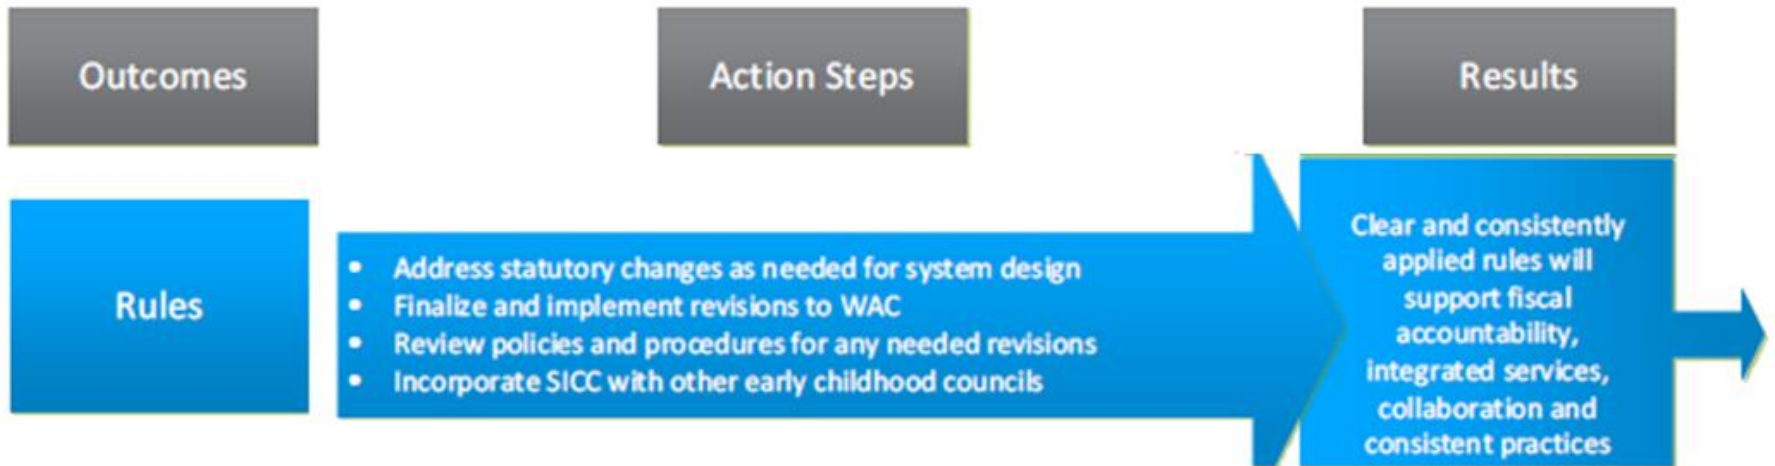 Outcomes
Action Steps
Results
Rules
• Address statutory changes as needed for system design
• Finalize and implement revisions to WAC
• Review policies and procedures for any needed revisions
• Incorporate SICC with other early childhood councils
Clear and consistently
applied rules will
support fiscal
accountability,
integrated services,
collaboration and
consistent practices